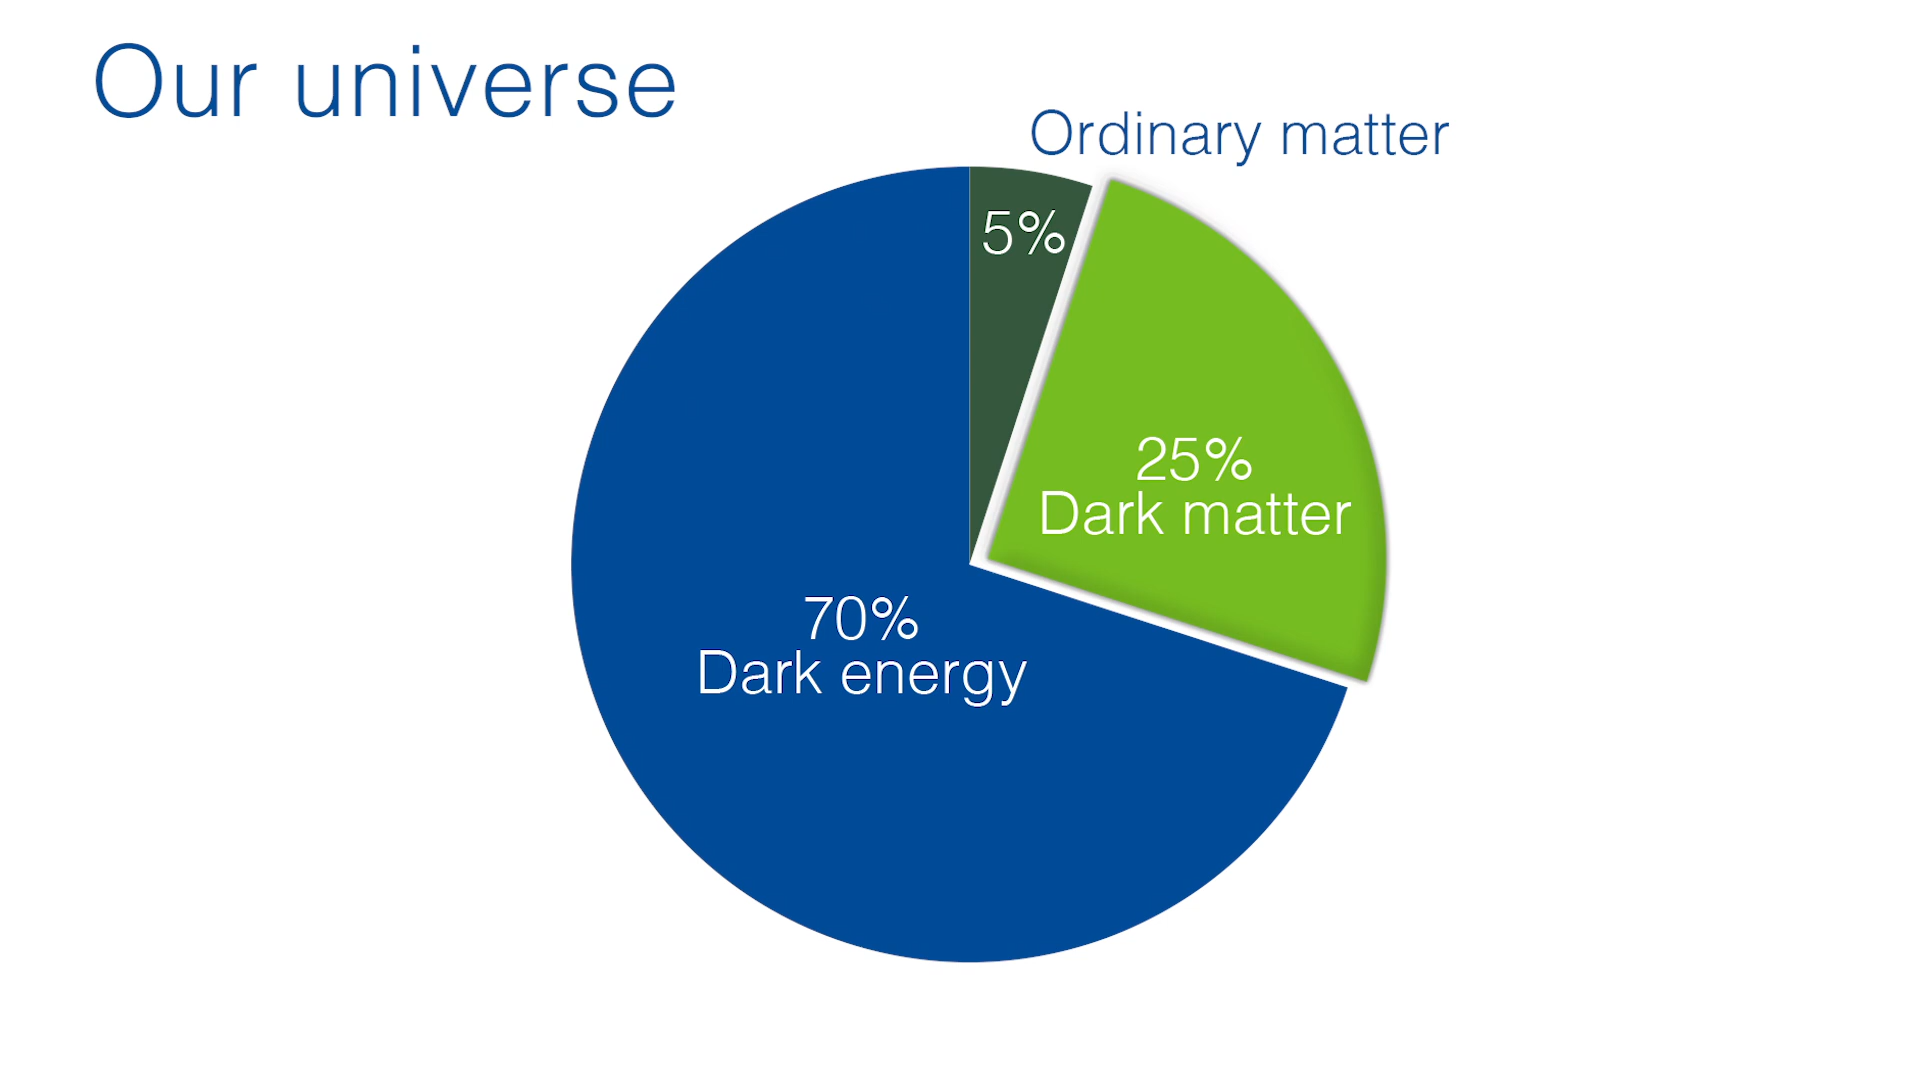 Our universe
Ordinary matter
5%
25%
Dark matter
70%
Dark energy